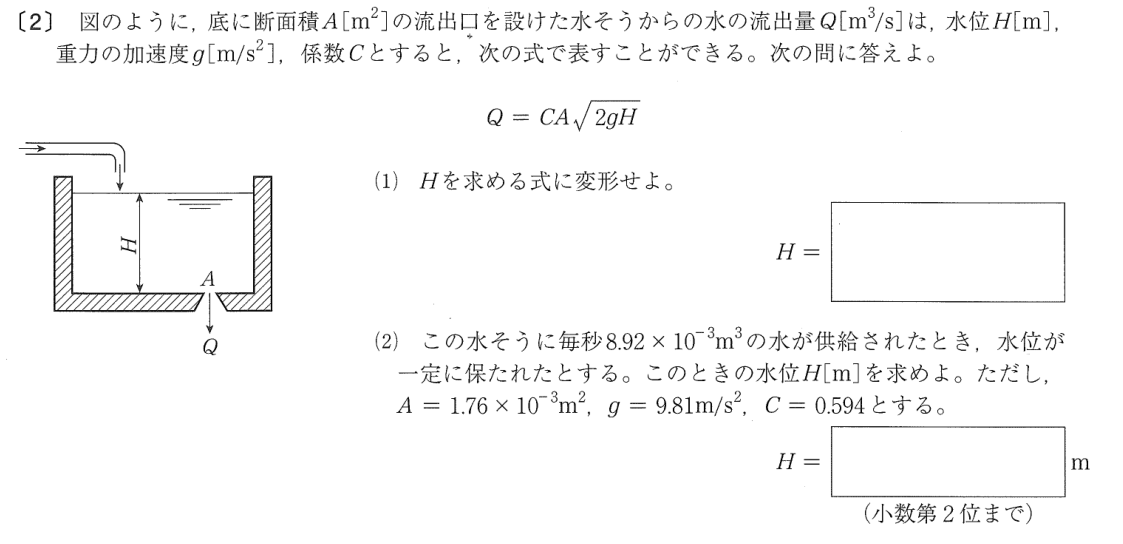 〔2〕 図のように，底に断面積A[m²]の流出口を設けた水そうからの水の流出量Q[m³/s]は，水位H[m]，
重力の加速度g[m/s²]，係数Cとすると，次の式で表すことができる。次の問に答えよ。
Q = CA√2gH
⑴ Hを求める式に変形せよ。
H
A
H =
Q
⑵ この水そうに毎秒8.92 × 10⁻³m³の水が供給されたとき，水位が
一定に保たれたとする。このときの水位H[m]を求めよ。ただし，
A = 1.76 × 10⁻³m²，g = 9.81m/s²，C = 0.594とする。
H = m
（小数第2位まで）